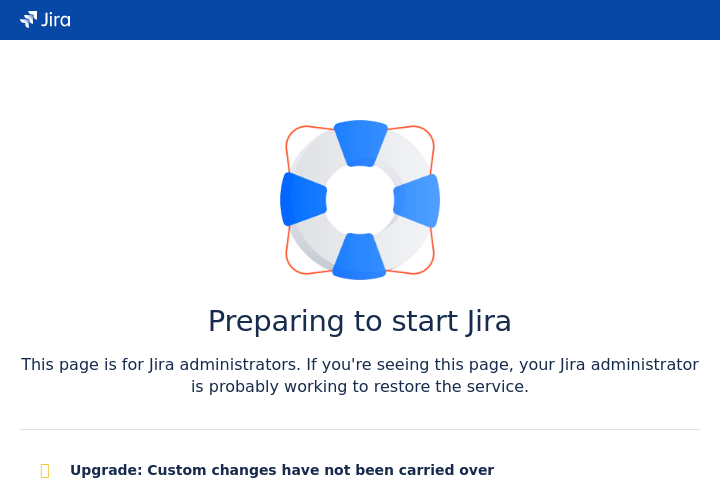 Jira
Preparing to start Jira
This page is for Jira administrators. If you're seeing this page, your Jira administrator
is probably working to restore the service.
Upgrade: Custom changes have not been carried over